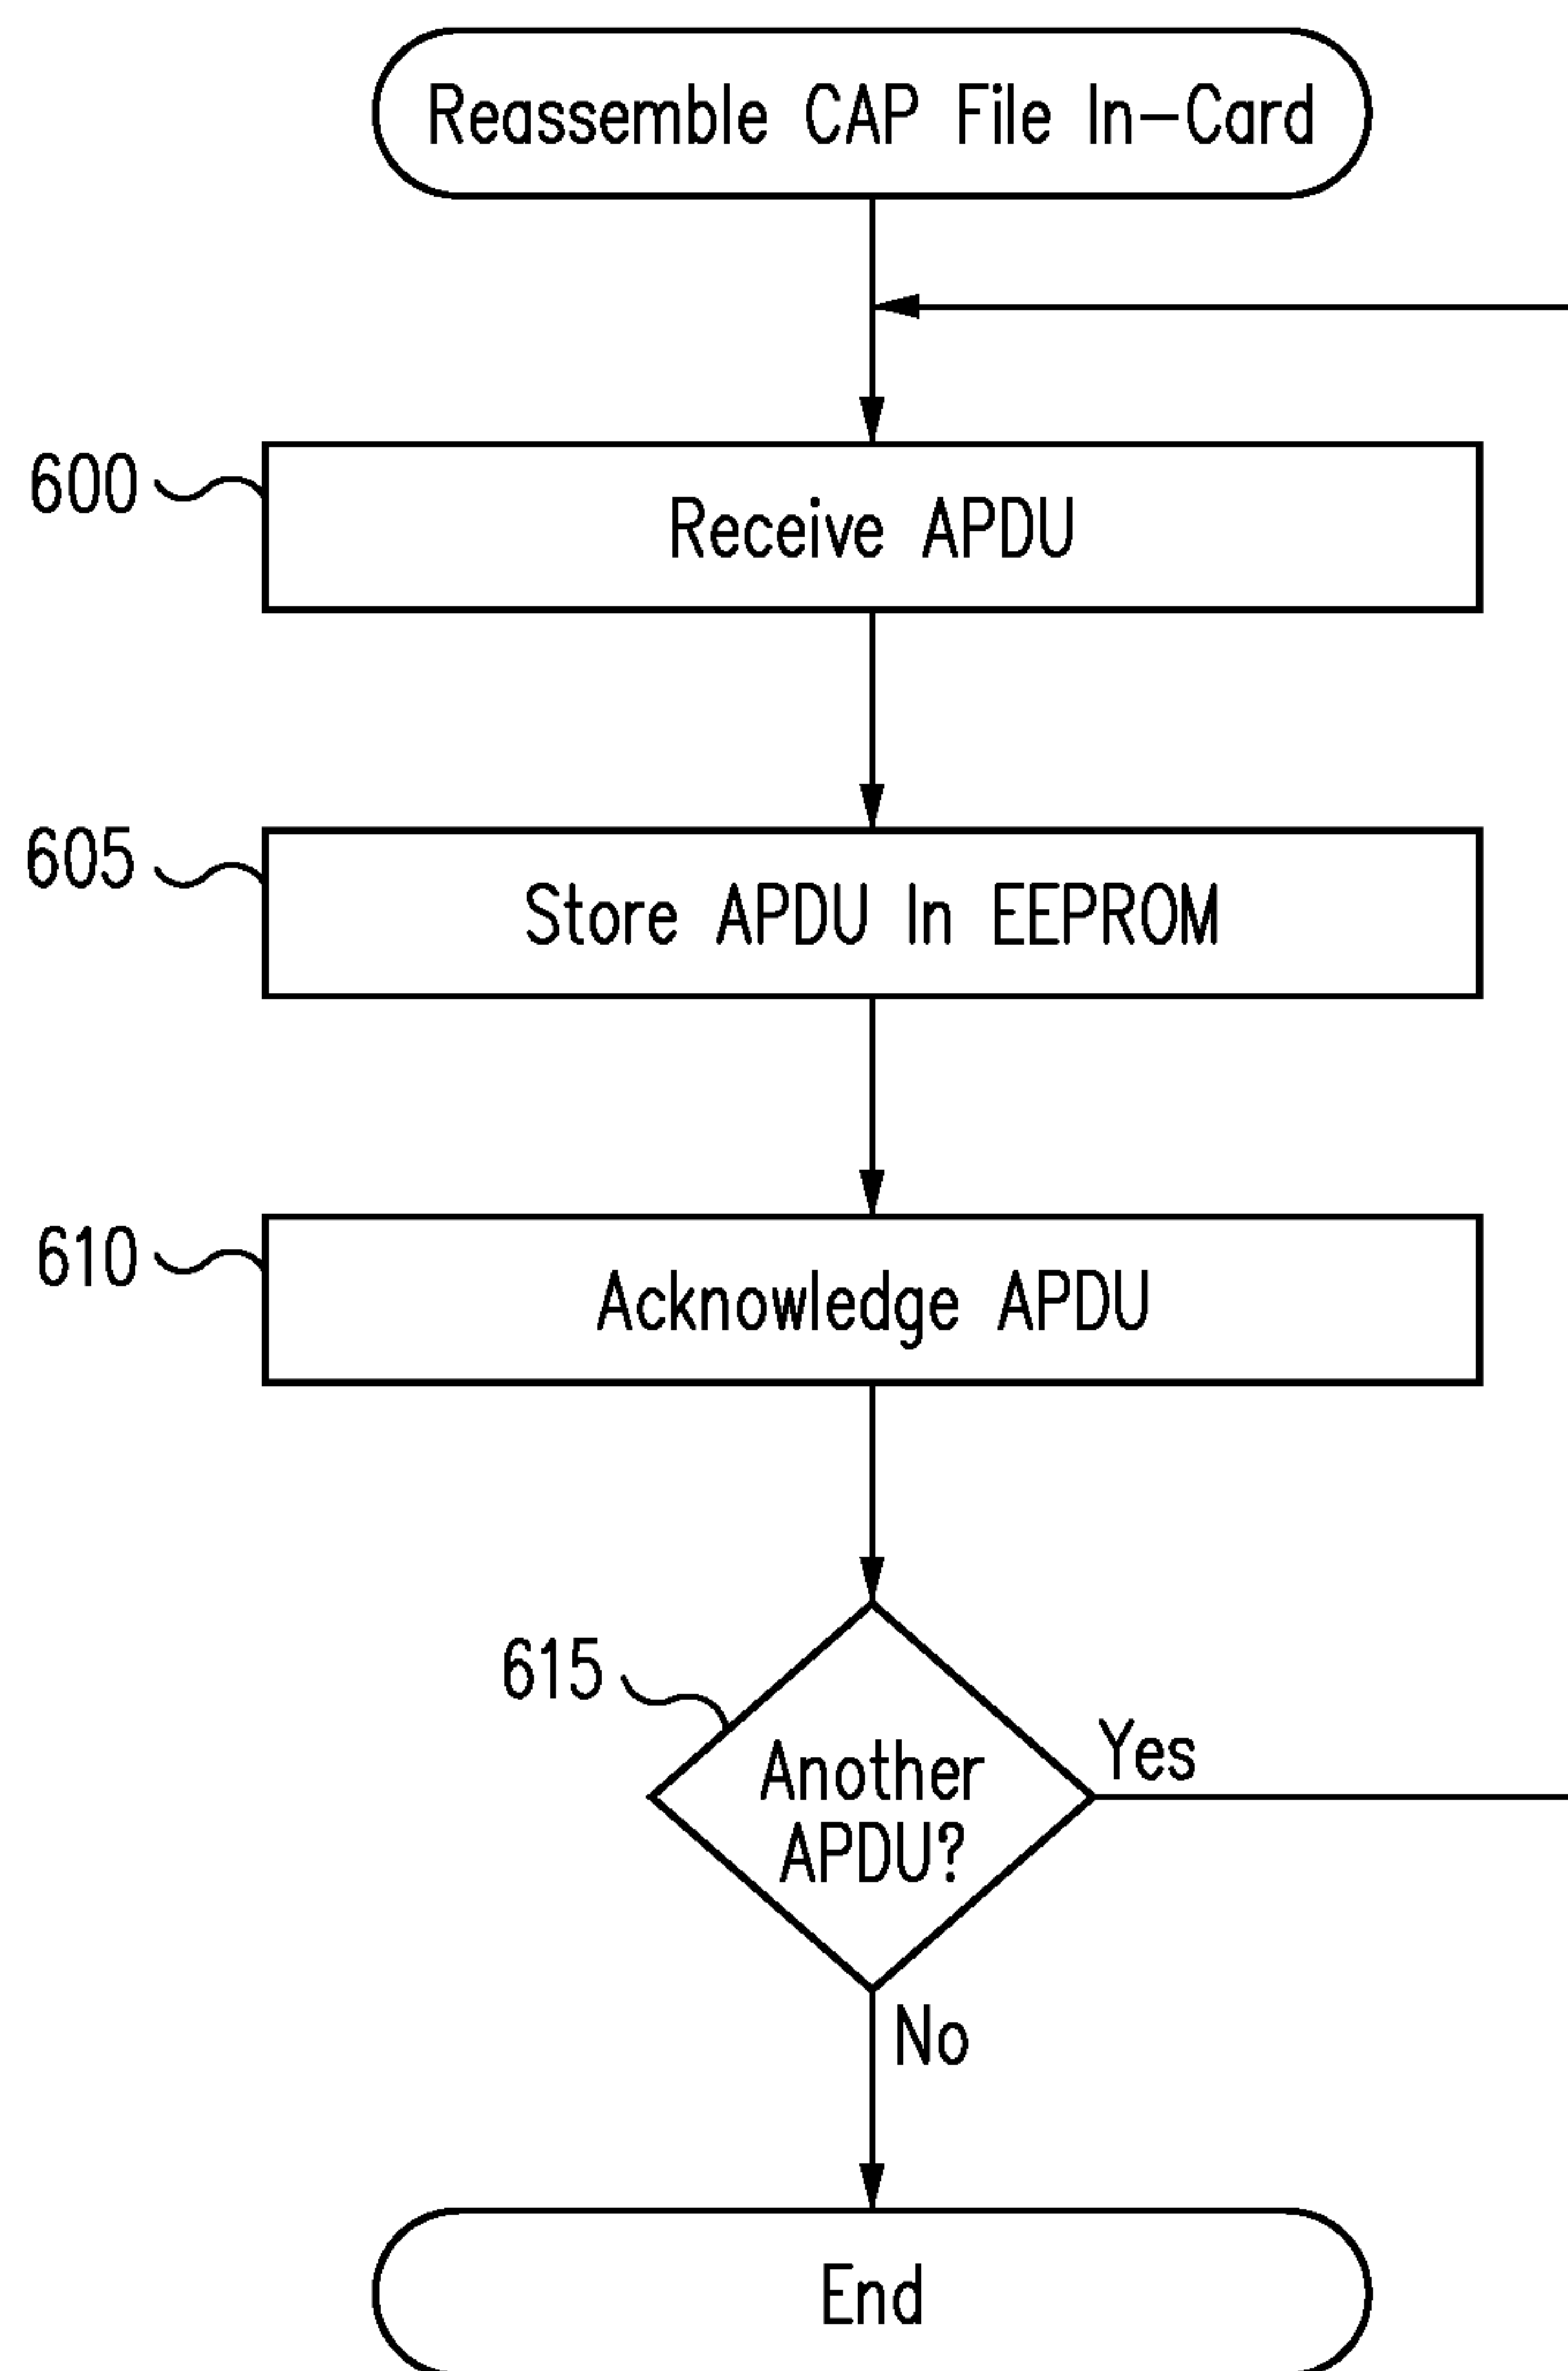 Reassemble CAP File In-Card
600
Receive APDU
605
Store APDU In EEPROM
610
Acknowledge APDU
615
Another
APDU?
Yes
No
End